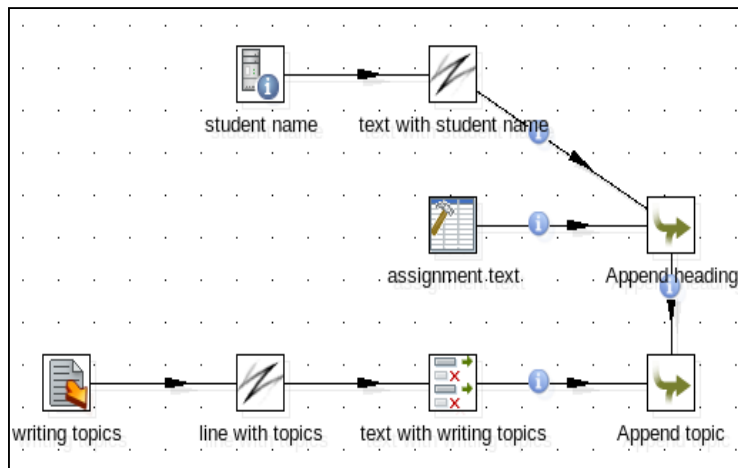 student name
text with student name
assignment text
Append heading
writing topics
line with topics
text with writing topics
Append topic